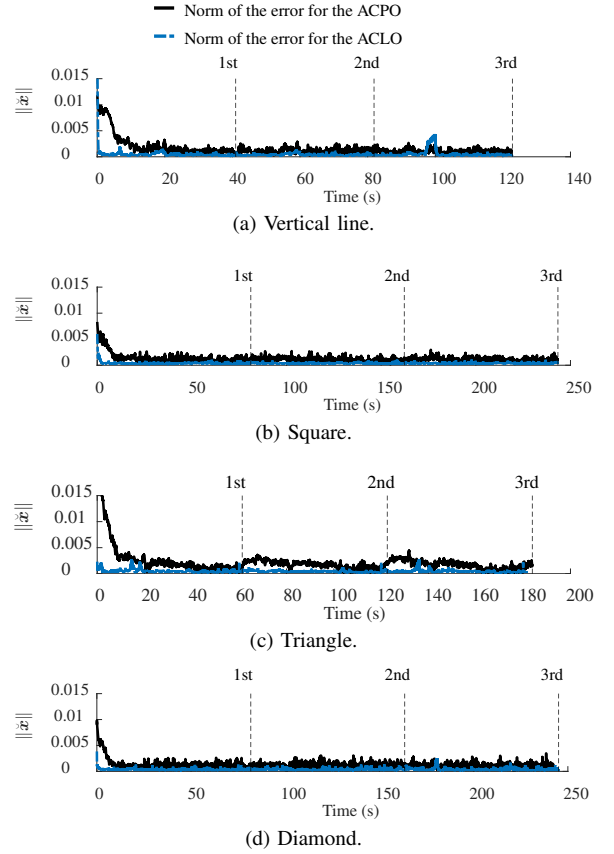 Norm of the error for the ACPO
Norm of the error for the ACLO
1st 2nd 3rd
0.015
0.01
0.005
0
||x̆||
0 20 40 60 80 100 120 140
Time (s)
(a) Vertical line.
1st 2nd 3rd
0.015
0.01
0.005
0
||x̆||
0 50 100 150 200 250
Time (s)
(b) Square.
1st 2nd 3rd
0.015
0.01
0.005
0
||x̆||
0 20 40 60 80 100 120 140 160 180 200
Time (s)
(c) Triangle.
1st 2nd 3rd
0.015
0.01
0.005
0
||x̆||
0 50 100 150 200 250
Time (s)
(d) Diamond.